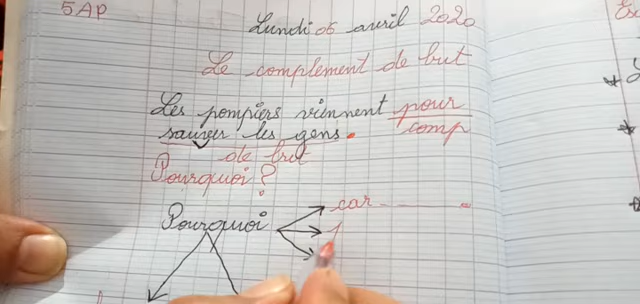 5AP
Lundi 06 avril 2020
Le complément de but
Les pompiers viennent pour
sauver les gens.
comp
de but
Pourquoi ?
Pourquoi
car